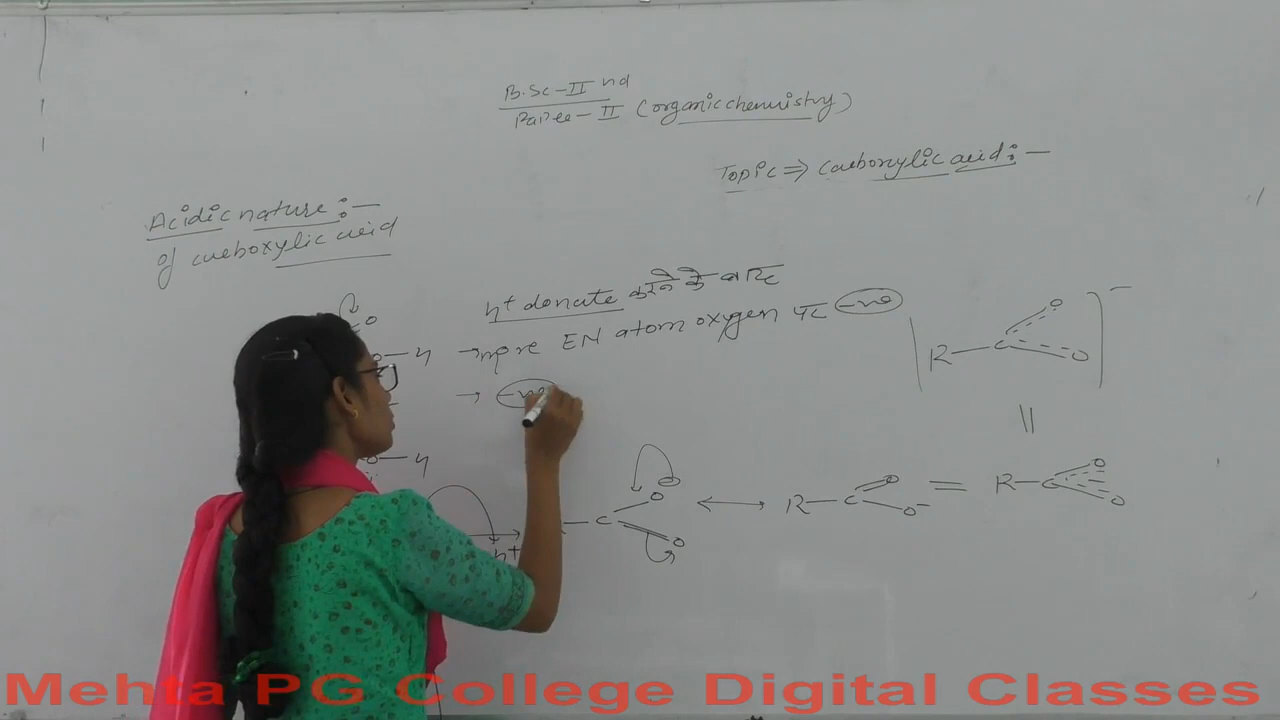 B.Sc - II nd
Paper - II (organic chemistry)
Topic ⇒ Carboxylic acid :-
Acidic nature :-
of carboxylic acid
H+ donate करने के बाद
→ more EN atom oxygen पर -ve
→ -ve
O
O-H
O-H
H+
C O O ⟷ R-C O O- = R-C O O
R-C O O -
Mehta PG College Digital Classes